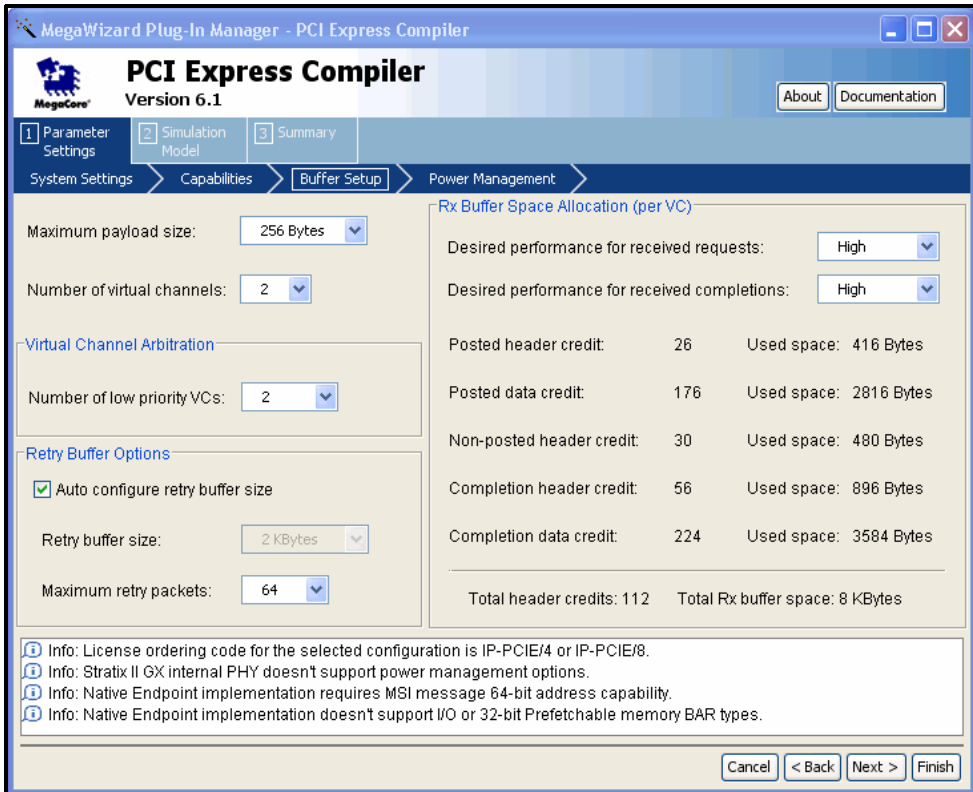 MegaWizard Plug-In Manager - PCI Express Compiler
MegaCore®
PCI Express Compiler
Version 6.1
About
Documentation
1 Parameter Settings
2 Simulation Model
3 Summary
System Settings
Capabilities
Buffer Setup
Power Management
Maximum payload size: 256 Bytes
Number of virtual channels: 2
Virtual Channel Arbitration
Number of low priority VCs: 2
Retry Buffer Options
Auto configure retry buffer size
Retry buffer size: 2 KBytes
Maximum retry packets: 64
Rx Buffer Space Allocation (per VC)
Desired performance for received requests: High
Desired performance for received completions: High
Posted header credit: 26 Used space: 416 Bytes
Posted data credit: 176 Used space: 2816 Bytes
Non-posted header credit: 30 Used space: 480 Bytes
Completion header credit: 56 Used space: 896 Bytes
Completion data credit: 224 Used space: 3584 Bytes
Total header credits: 112 Total Rx buffer space: 8 KBytes
Info: License ordering code for the selected configuration is IP-PCIE/4 or IP-PCIE/8.
Info: Stratix II GX internal PHY doesn't support power management options.
Info: Native Endpoint implementation requires MSI message 64-bit address capability.
Info: Native Endpoint implementation doesn't support I/O or 32-bit Prefetchable memory BAR types.
Cancel
< Back
Next >
Finish